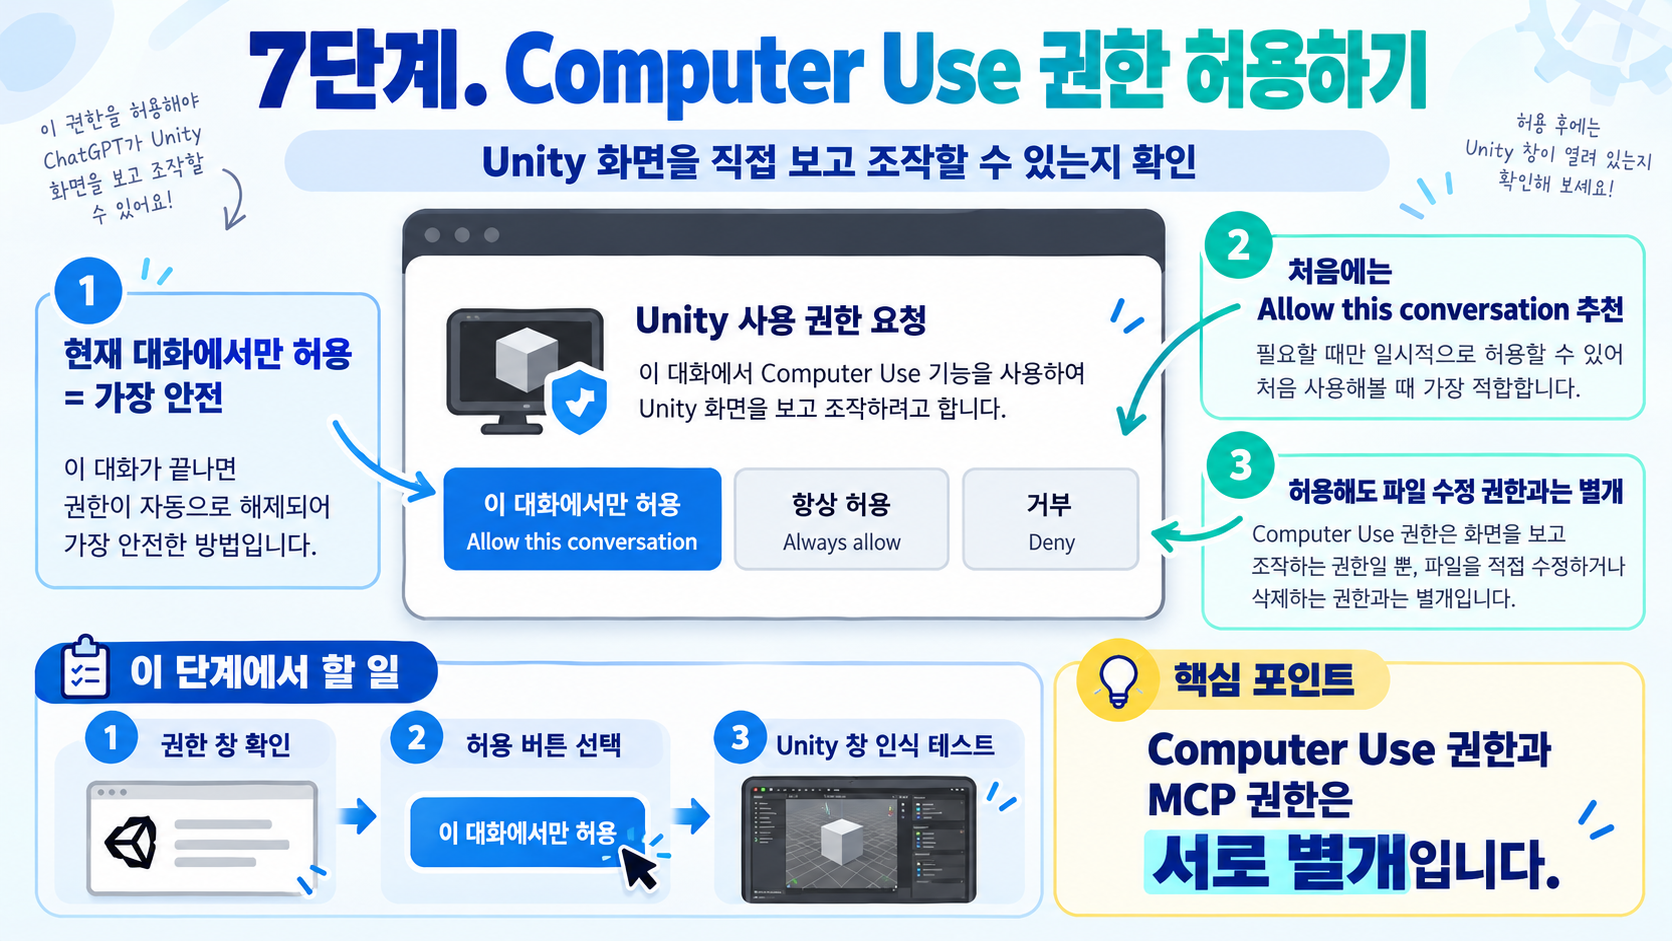 7단계. Computer Use 권한 허용하기
Unity 화면을 직접 보고 조작할 수 있는지 확인
이 권한을 허용해야
ChatGPT가 Unity
화면을 보고 조작할
수 있어요!
허용 후에는
Unity 창이 열려 있는지
확인해 보세요!
1
현재 대화에서만 허용
= 가장 안전
이 대화가 끝나면
권한이 자동으로 해제되어
가장 안전한 방법입니다.
Unity 사용 권한 요청
이 대화에서 Computer Use 기능을 사용하여
Unity 화면을 보고 조작하려고 합니다.
이 대화에서만 허용
Allow this conversation
항상 허용
Always allow
거부
Deny
2
처음에는
Allow this conversation 추천
필요할 때만 일시적으로 허용할 수 있어
처음 사용해볼 때 가장 적합합니다.
3
허용해도 파일 수정 권한과는 별개
Computer Use 권한은 화면을 보고
조작하는 권한일 뿐, 파일을 직접 수정하거나
삭제하는 권한과는 별개입니다.
이 단계에서 할 일
1 권한 창 확인
2 허용 버튼 선택
이 대화에서만 허용
3 Unity 창 인식 테스트
핵심 포인트
Computer Use 권한과
MCP 권한은
서로 별개입니다.